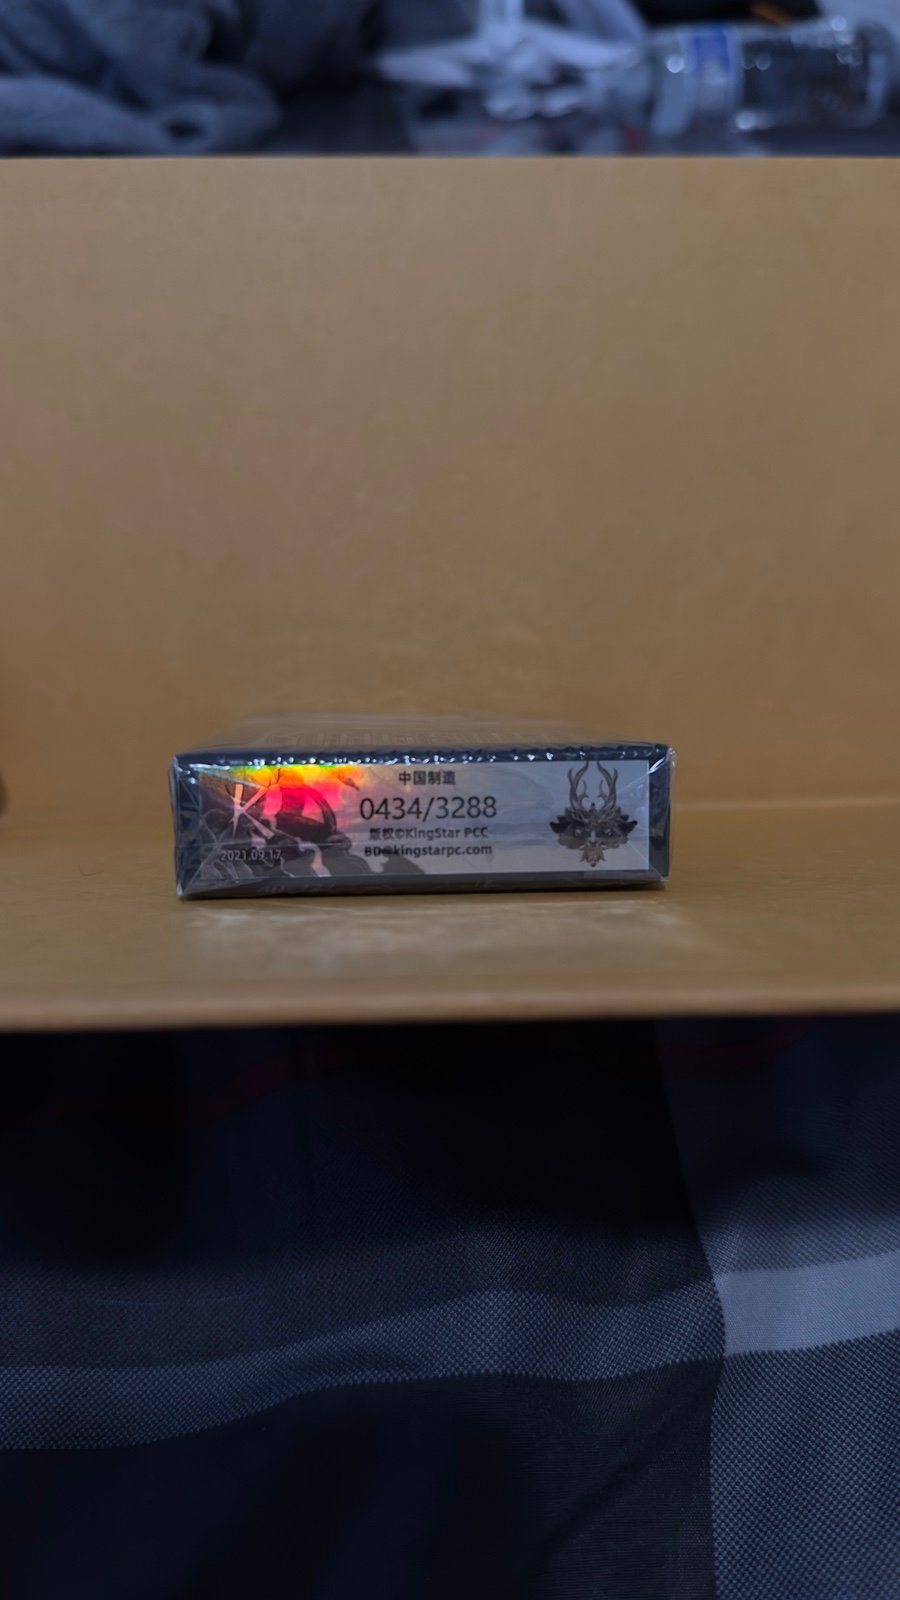 中国制造
0434/3288
版权©KingStar PCC
BD@kingstarpc.com
2021.09.17